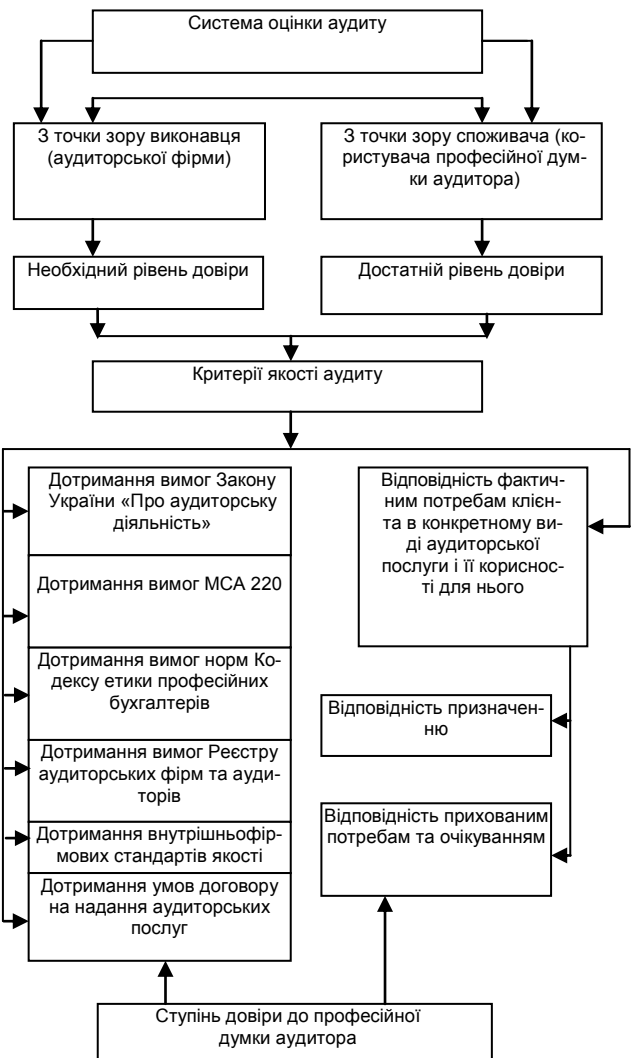 Система оцінки аудиту
З точки зору виконавця
(аудиторської фірми)
З точки зору споживача (ко-
ристувача професійної дум-
ки аудитора)
Необхідний рівень довіри
Достатній рівень довіри
Критерії якості аудиту
Дотримання вимог Закону
України «Про аудиторську
діяльність»
Дотримання вимог МСА 220
Дотримання вимог норм Ко-
дексу етики професійних
бухгалтерів
Дотримання вимог Реєстру
аудиторських фірм та ауди-
торів
Дотримання внутрішньофір-
мових стандартів якості
Дотримання умов договору
на надання аудиторських
послуг
Відповідність фактич-
ним потребам клієн-
та в конкретному ви-
ді аудиторської
послуги і її кориснос-
ті для нього
Відповідність призначен-
ню
Відповідність прихованим
потребам та очікуванням
Ступінь довіри до професійної
думки аудитора